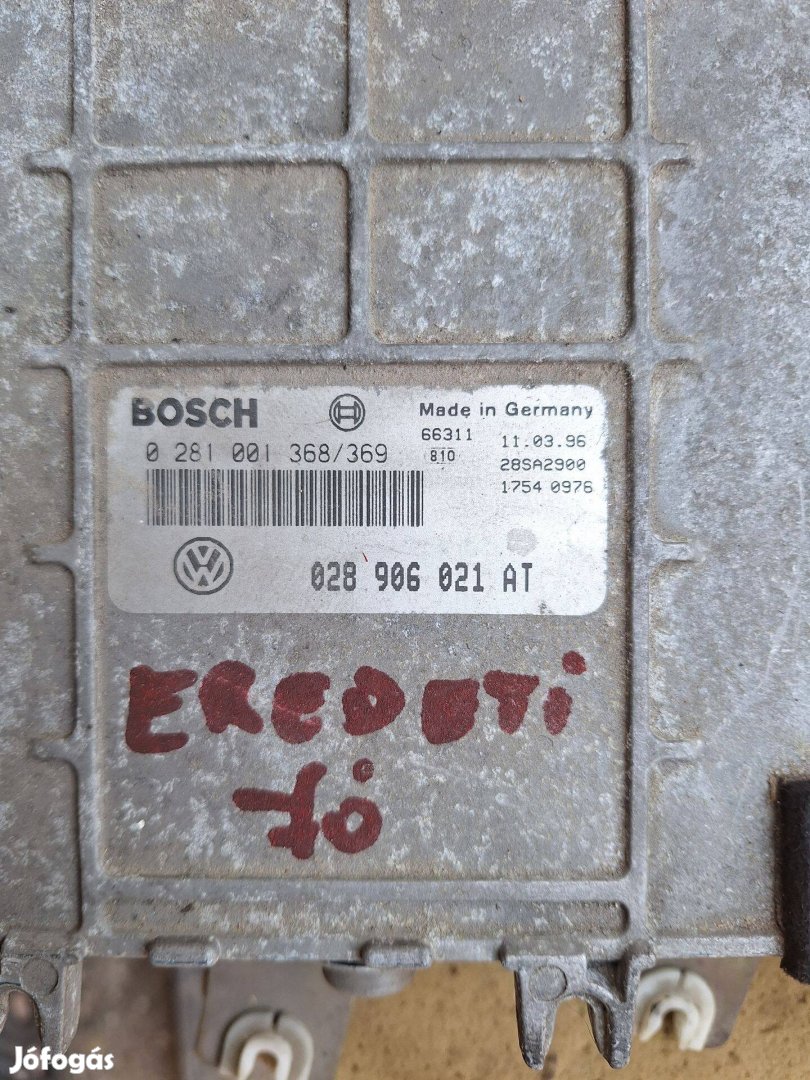 BOSCH
Made in Germany
0 281 001 368/369
66311
810
11.03.96
28SA2900
1754 0976
028 906 021 AT
EREDETI
Jó
Jófogás